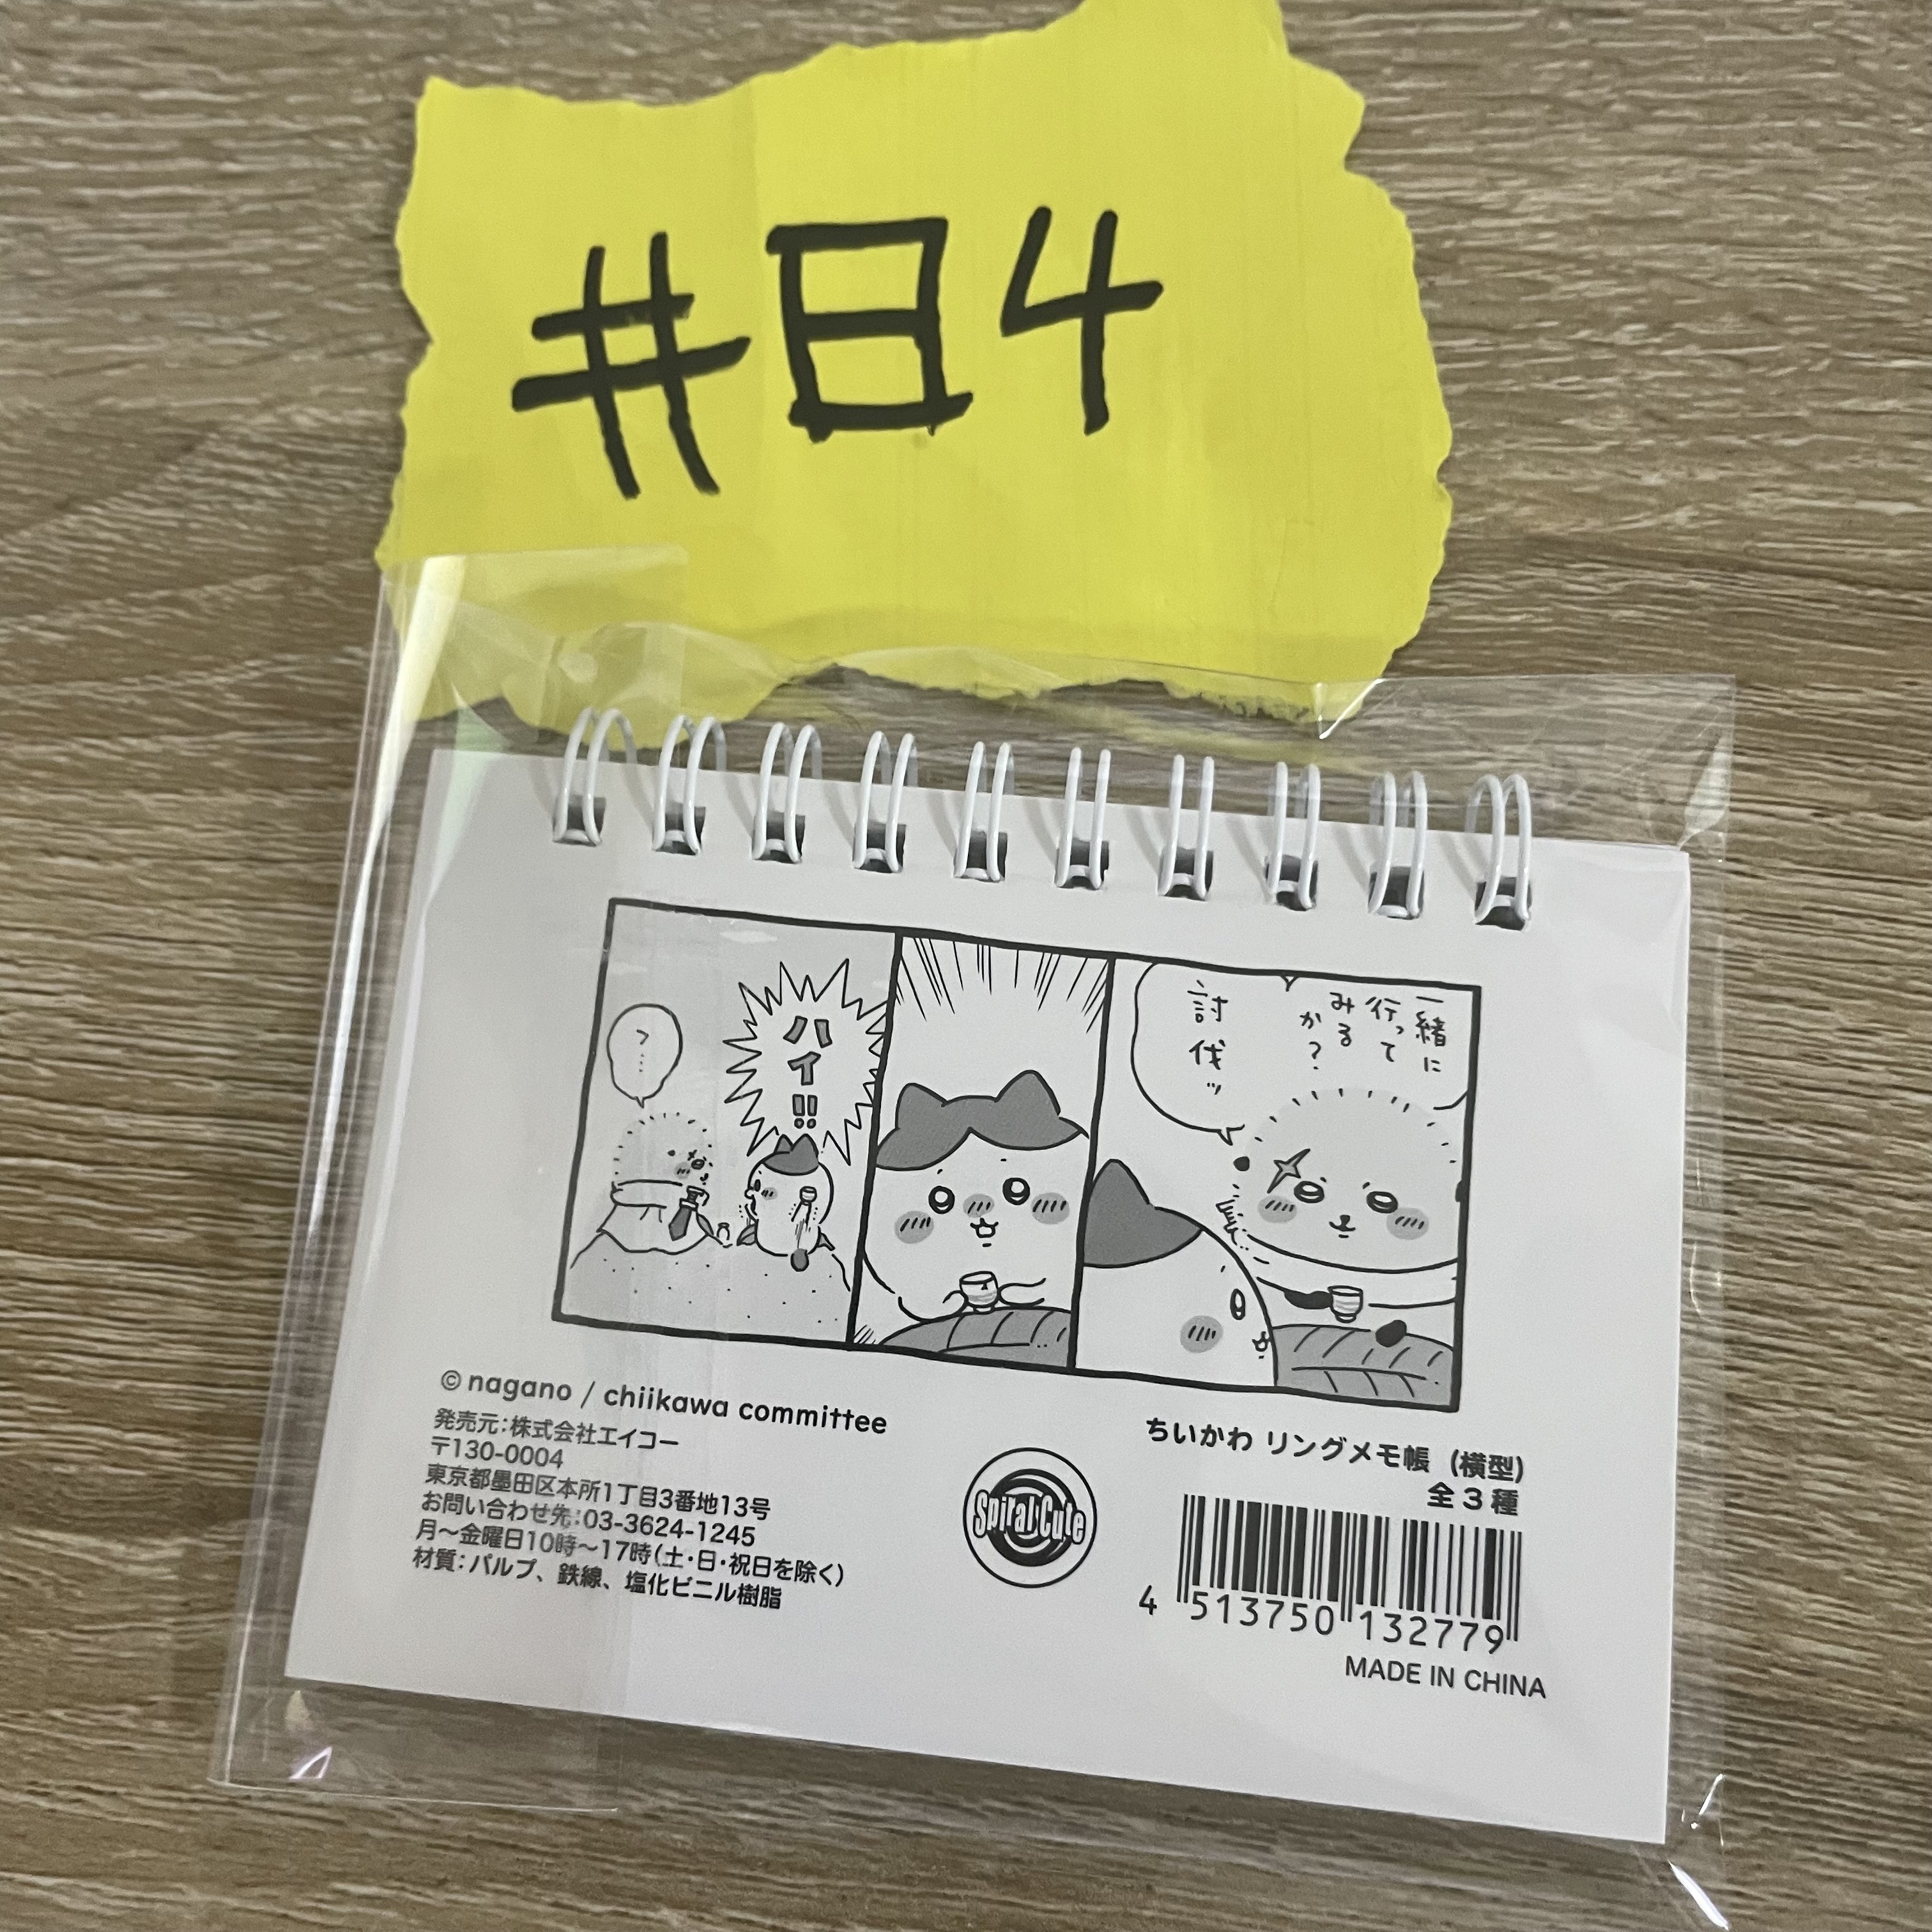 #日4
一緒に
行って
みる
か?
討伐ッ
ハイ!!
?…
© nagano / chiikawa committee
発売元:株式会社エイコー
〒130-0004
東京都墨田区本所1丁目3番地13号
お問い合わせ先:03-3624-1245
月～金曜日10時～17時(土・日・祝日を除く)
材質:パルプ、鉄線、塩化ビニル樹脂
Spiral Cute
ちいかわ リングメモ帳 (横型)
全3種
4 513750 132779
MADE IN CHINA